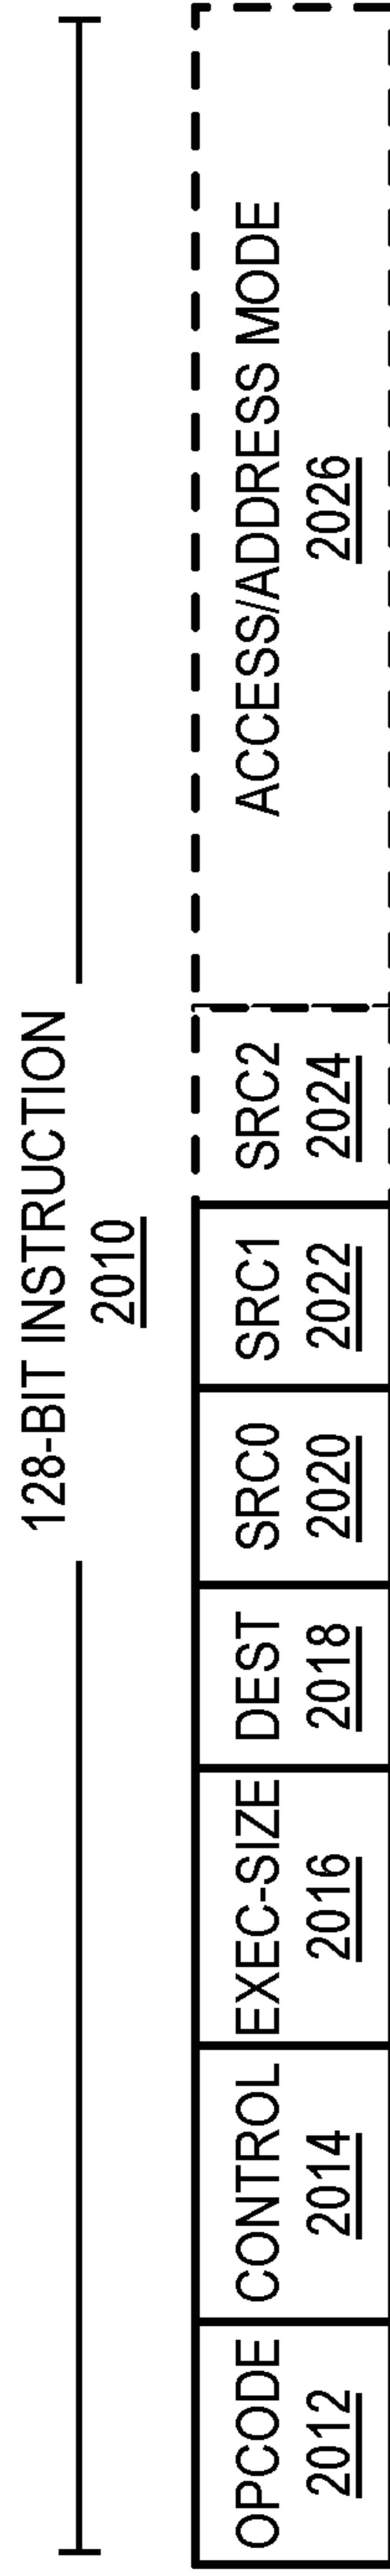 128-BIT INSTRUCTION
2010
OPCODE
2012
CONTROL
2014
EXEC-SIZE
2016
DEST
2018
SRC0
2020
SRC1
2022
SRC2
2024
ACCESS/ADDRESS MODE
2026